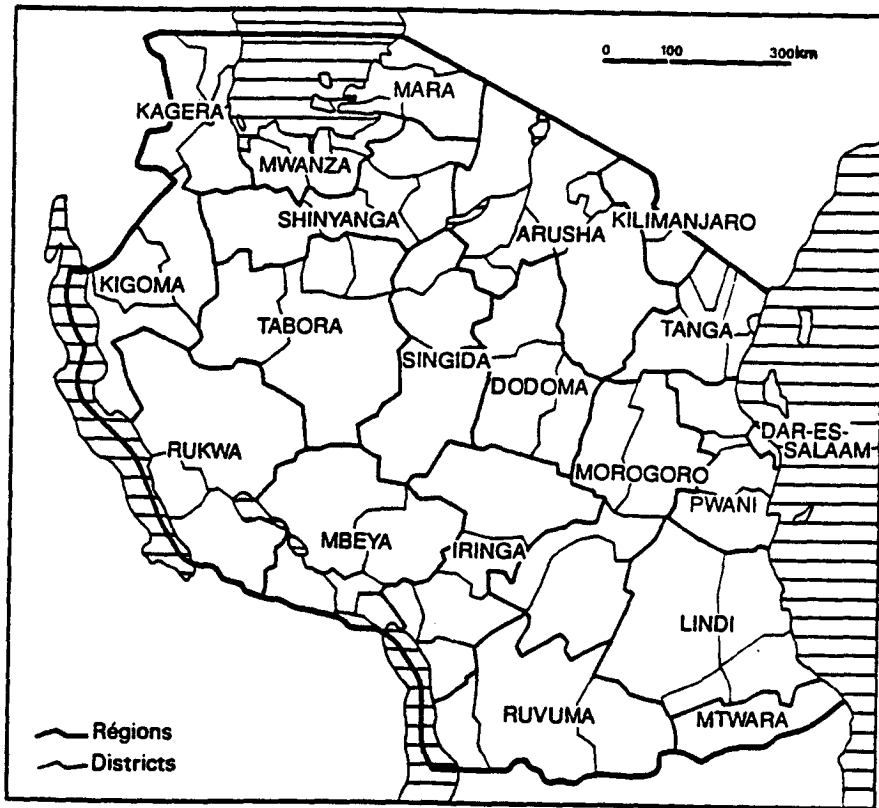 0 100 300km
MARA
KAGERA
MWANZA
SHINYANGA
ARUSHA
KILIMANJARO
KIGOMA
TABORA
TANGA
SINGIDA
DODOMA
DAR-ES-
SALAAM
RUKWA
MOROGORO
PWANI
MBEYA
IRINGA
LINDI
RUVUMA
MTWARA
Régions
Districts